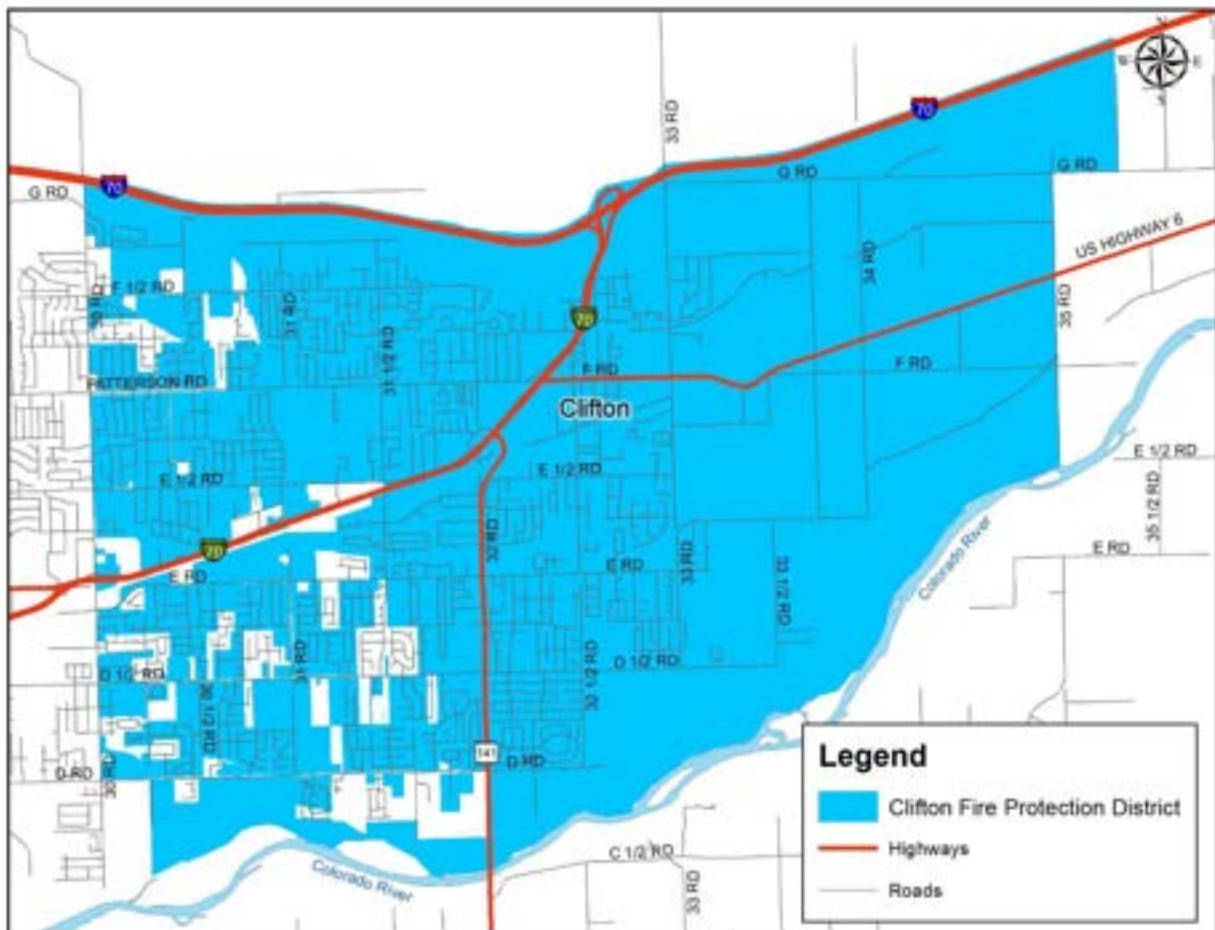 N
W
E
S
70
33 RD
70
G RD
G RD
G RD
70
US HIGHWAY 6
34 RD
F 1/2 RD
30 RD
31 RD
31 1/2 RD
70
35 RD
PATTERSON RD
F RD
F RD
Clifton
E 1/2 RD
E 1/2 RD
E 1/2 RD
35 1/2 RD
70
32 RD
E RD
E RD
E RD
33 RD
33 1/2 RD
Colorado River
D 1/2 RD
31 RD
D 1/2 RD
30 1/2 RD
32 1/2 RD
141
D RD
D RD
30 RD
C 1/2 RD
Colorado River
33 RD
Legend
Clifton Fire Protection District
Highways
Roads